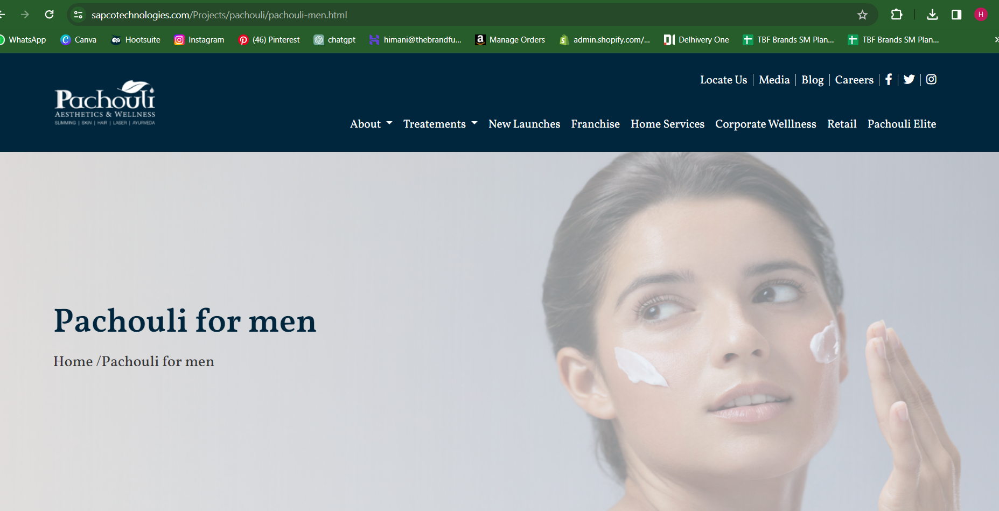 sapcotechnologies.com/Projects/pachouli/pachouli-men.html
H
WhatsApp Canva Hootsuite Instagram (46) Pinterest chatgpt himani@thebrandfu... Manage Orders admin.shopify.com/... Delhivery One TBF Brands SM Plan... TBF Brands SM Plan...
Locate Us Media Blog Careers
Pachouli
AESTHETICS & WELLNESS
SLIMMING | SKIN | HAIR | LASER | AYURVEDA
About Treatements New Launches Franchise Home Services Corporate Welllness Retail Pachouli Elite
Pachouli for men
Home /Pachouli for men